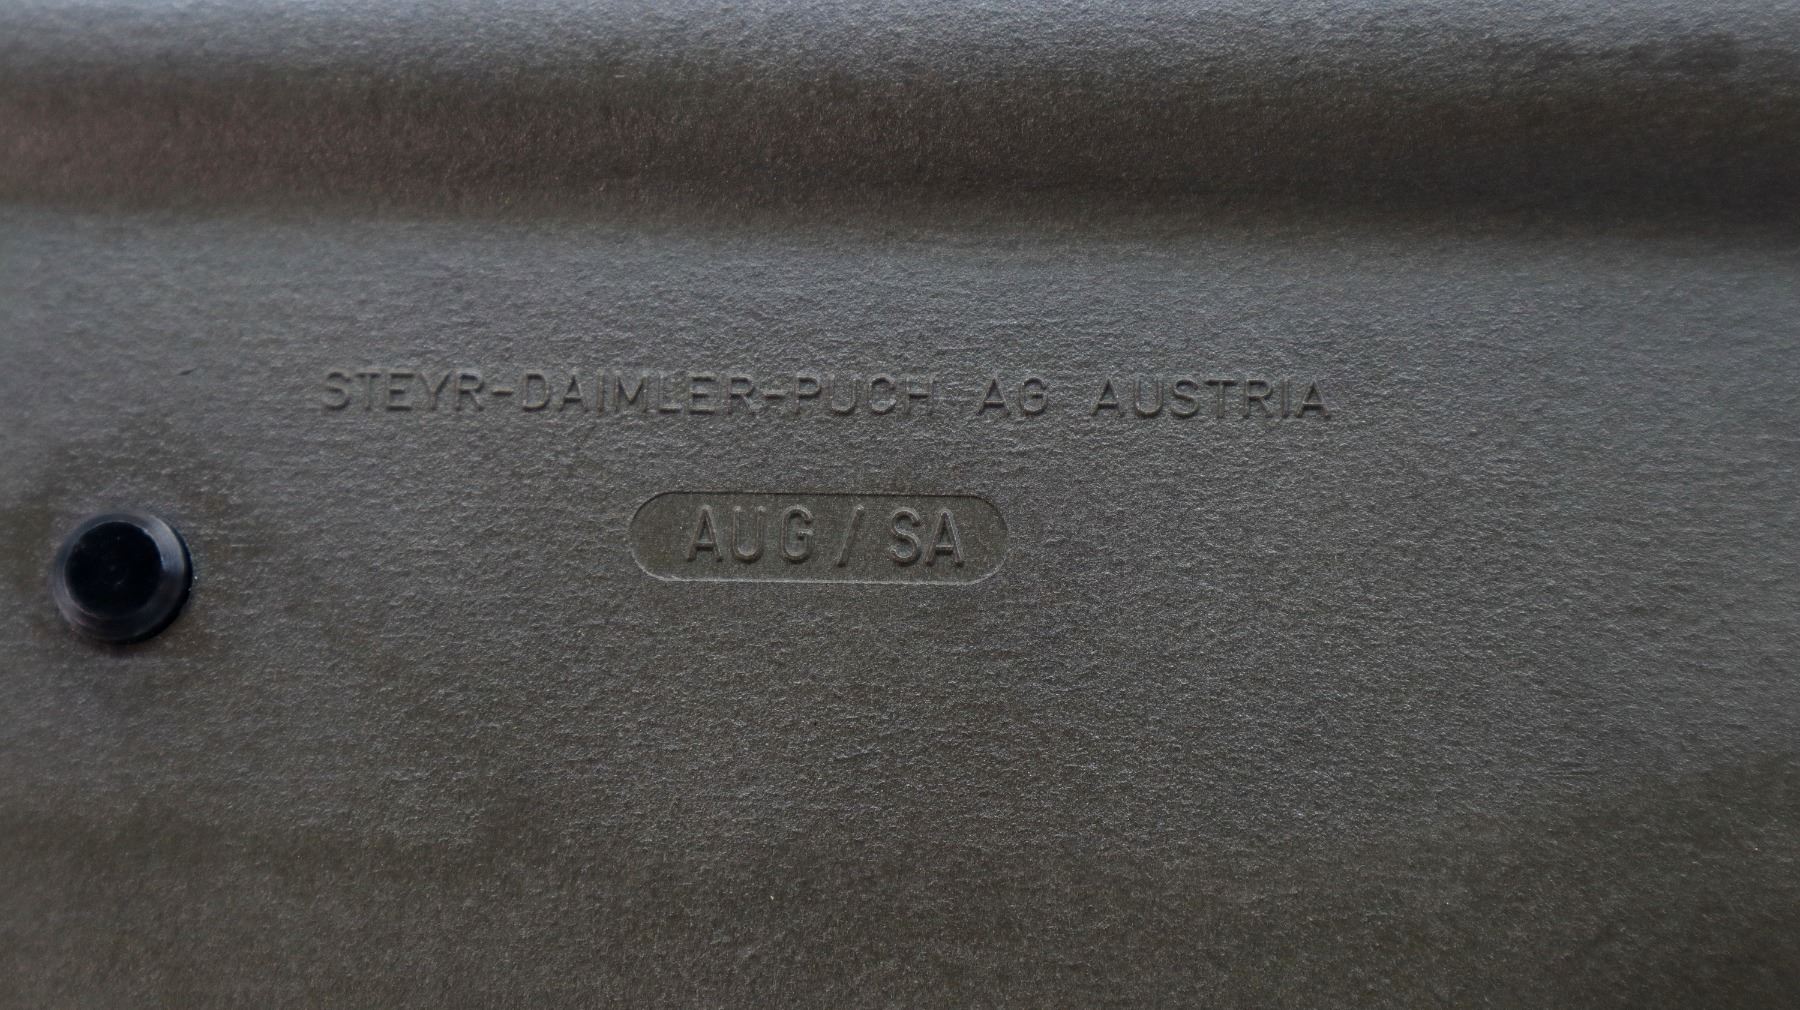 STEYR-DAIMLER-PUCH AG AUSTRIA
AUG / SA